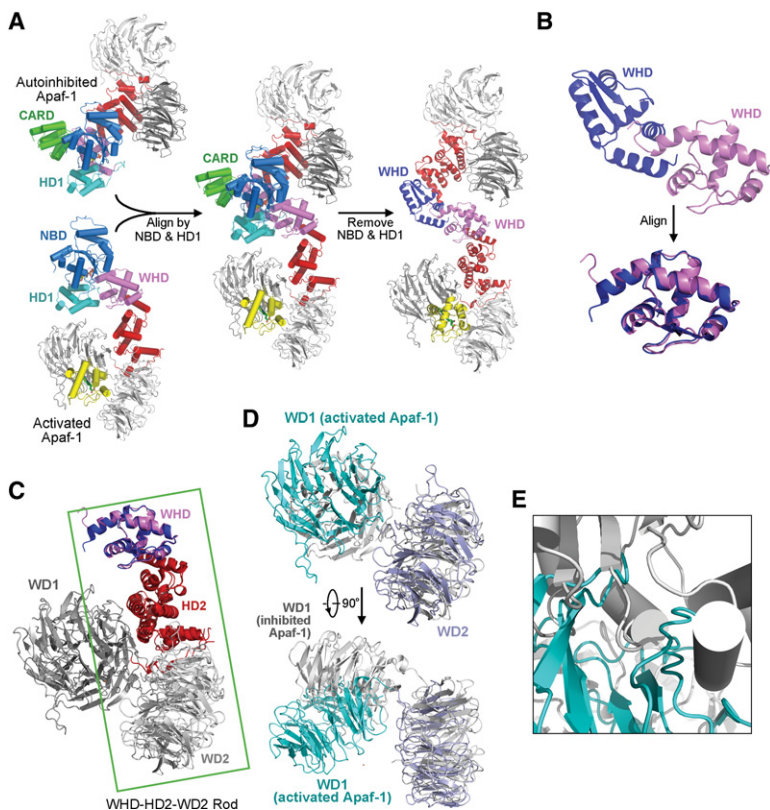 A
Autoinhibited
Apaf-1
CARD
HD1
NBD
HD1
WHD
Activated
Apaf-1
Align by
NBD & HD1
CARD
Remove
NBD & HD1
WHD
WHD
B
WHD
WHD
Align
C
WHD
WD1
HD2
WD2
WHD-HD2-WD2 Rod
D
WD1 (activated Apaf-1)
WD1
(inhibited
Apaf-1)
90°
WD2
WD1
(activated Apaf-1)
E